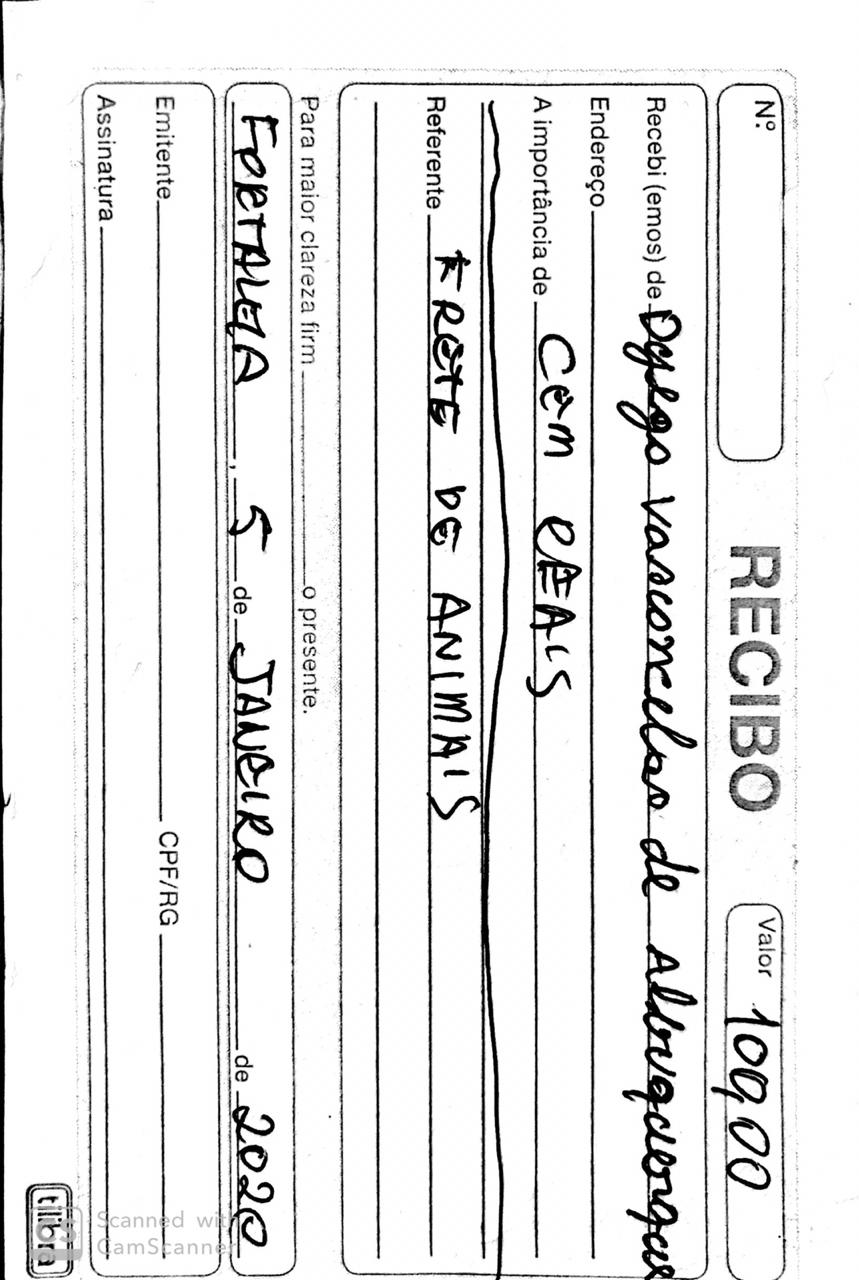 Nº RECIBO Valor 100,00
Recebi (emos) de Dyego Vasconcelos de Albuquerque
Endereço
A importância de Cem REAIS
Referente FRETE DE ANIMAIS
Para maior clareza firm o presente.
FORTALEZA, 5 de JANEIRO de 2020
Emitente CPF/RG
Assinatura
tilibra
Scanned with
CamScanner